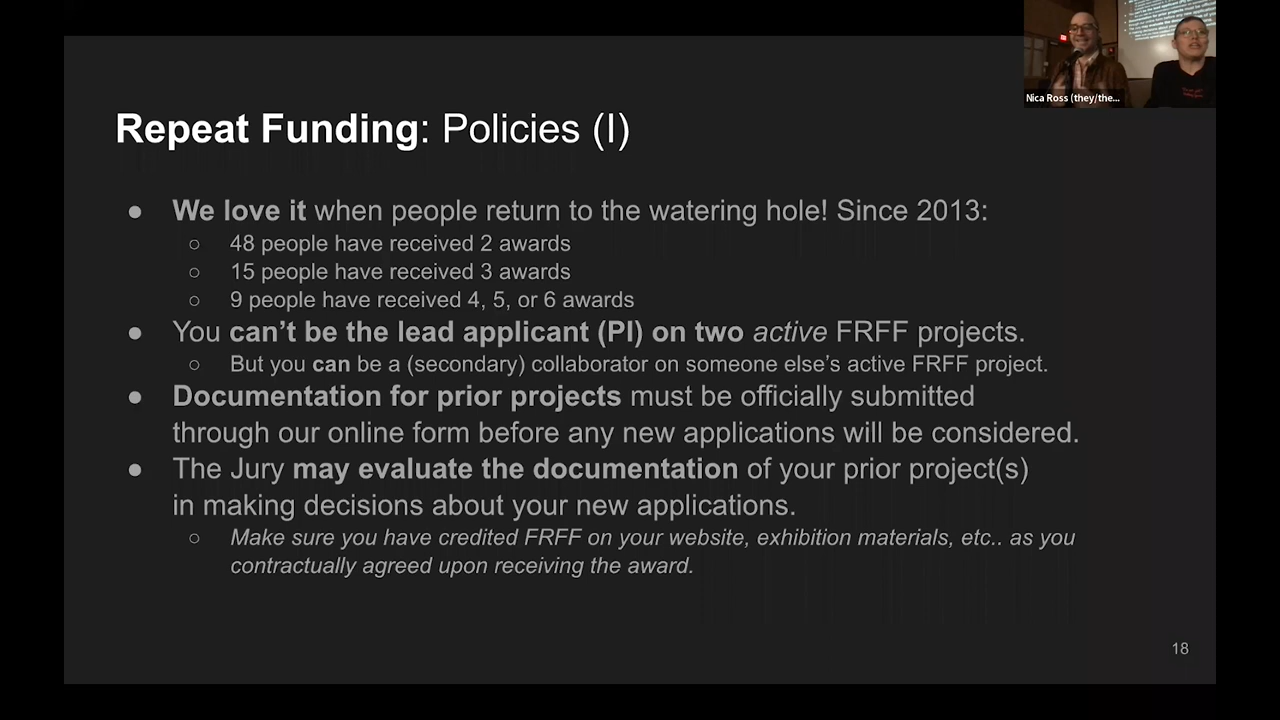 Nica Ross (they/the...
Repeat Funding: Policies (I)
● We love it when people return to the watering hole! Since 2013:
○ 48 people have received 2 awards
○ 15 people have received 3 awards
○ 9 people have received 4, 5, or 6 awards
● You can’t be the lead applicant (PI) on two active FRFF projects.
○ But you can be a (secondary) collaborator on someone else’s active FRFF project.
● Documentation for prior projects must be officially submitted
through our online form before any new applications will be considered.
● The Jury may evaluate the documentation of your prior project(s)
in making decisions about your new applications.
○ Make sure you have credited FRFF on your website, exhibition materials, etc.. as you
contractually agreed upon receiving the award.
18